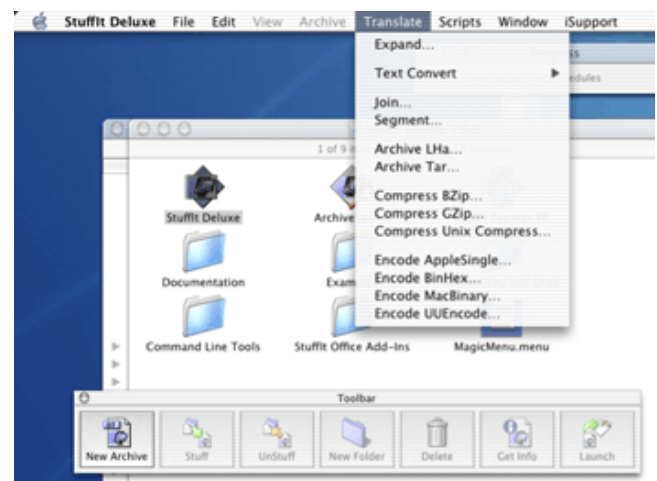 StuffIt Deluxe File Edit View Archive Translate Scripts Window iSupport
Expand...
Text Convert
Join...
Segment...
Archive LHa...
Archive Tar...
Compress BZip...
Compress GZip...
Compress Unix Compress...
Encode AppleSingle...
Encode BinHex...
Encode MacBinary...
Encode UUEncode...
1 of 9
StuffIt Deluxe Archive
Documentation Exam
Command Line Tools StuffIt Office Add-Ins MagicMenu.menu
Toolbar
New Archive Stuff UnStuff New Folder Delete Get Info Launch